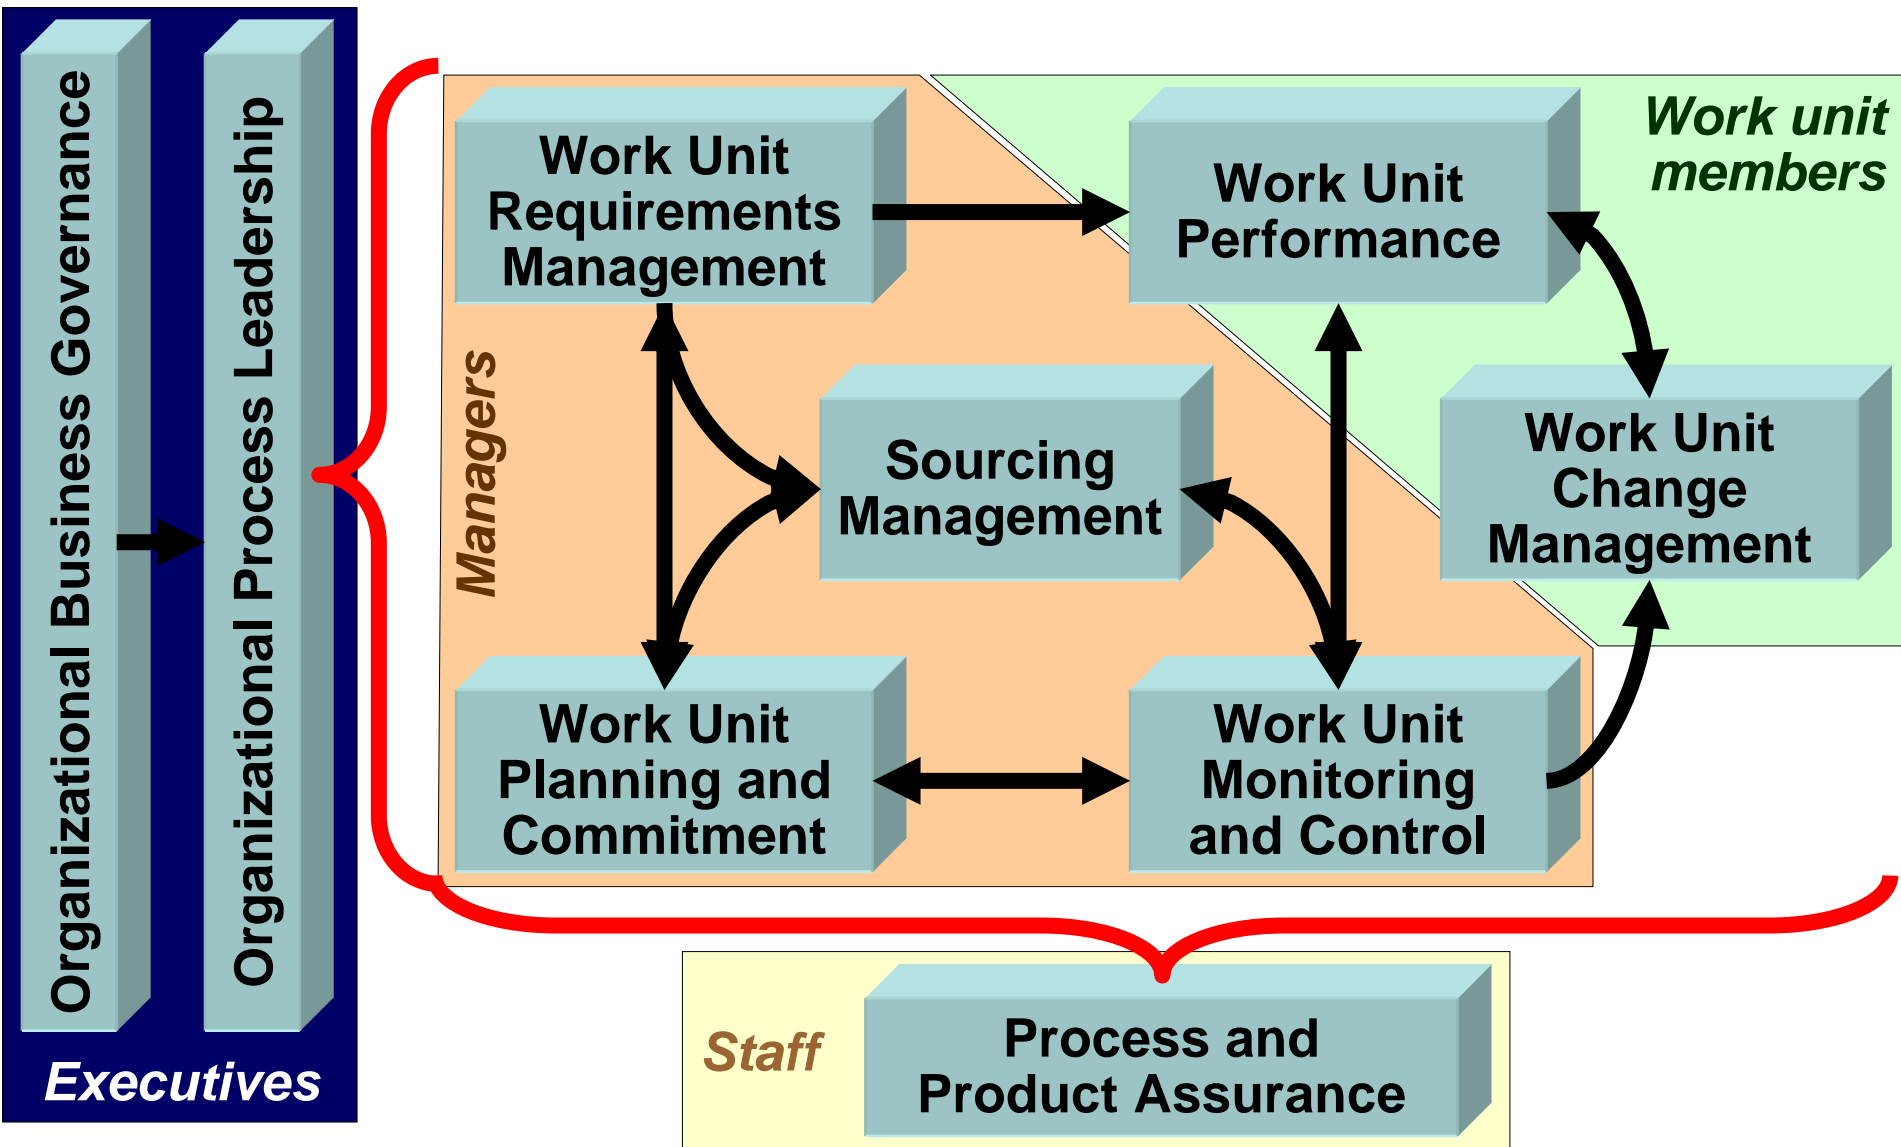 Organizational Business Governance
Organizational Process Leadership
Executives
Managers
Work Unit
Requirements
Management
Work Unit
Performance
Work unit
members
Sourcing
Management
Work Unit
Change
Management
Work Unit
Planning and
Commitment
Work Unit
Monitoring
and Control
Staff
Process and
Product Assurance